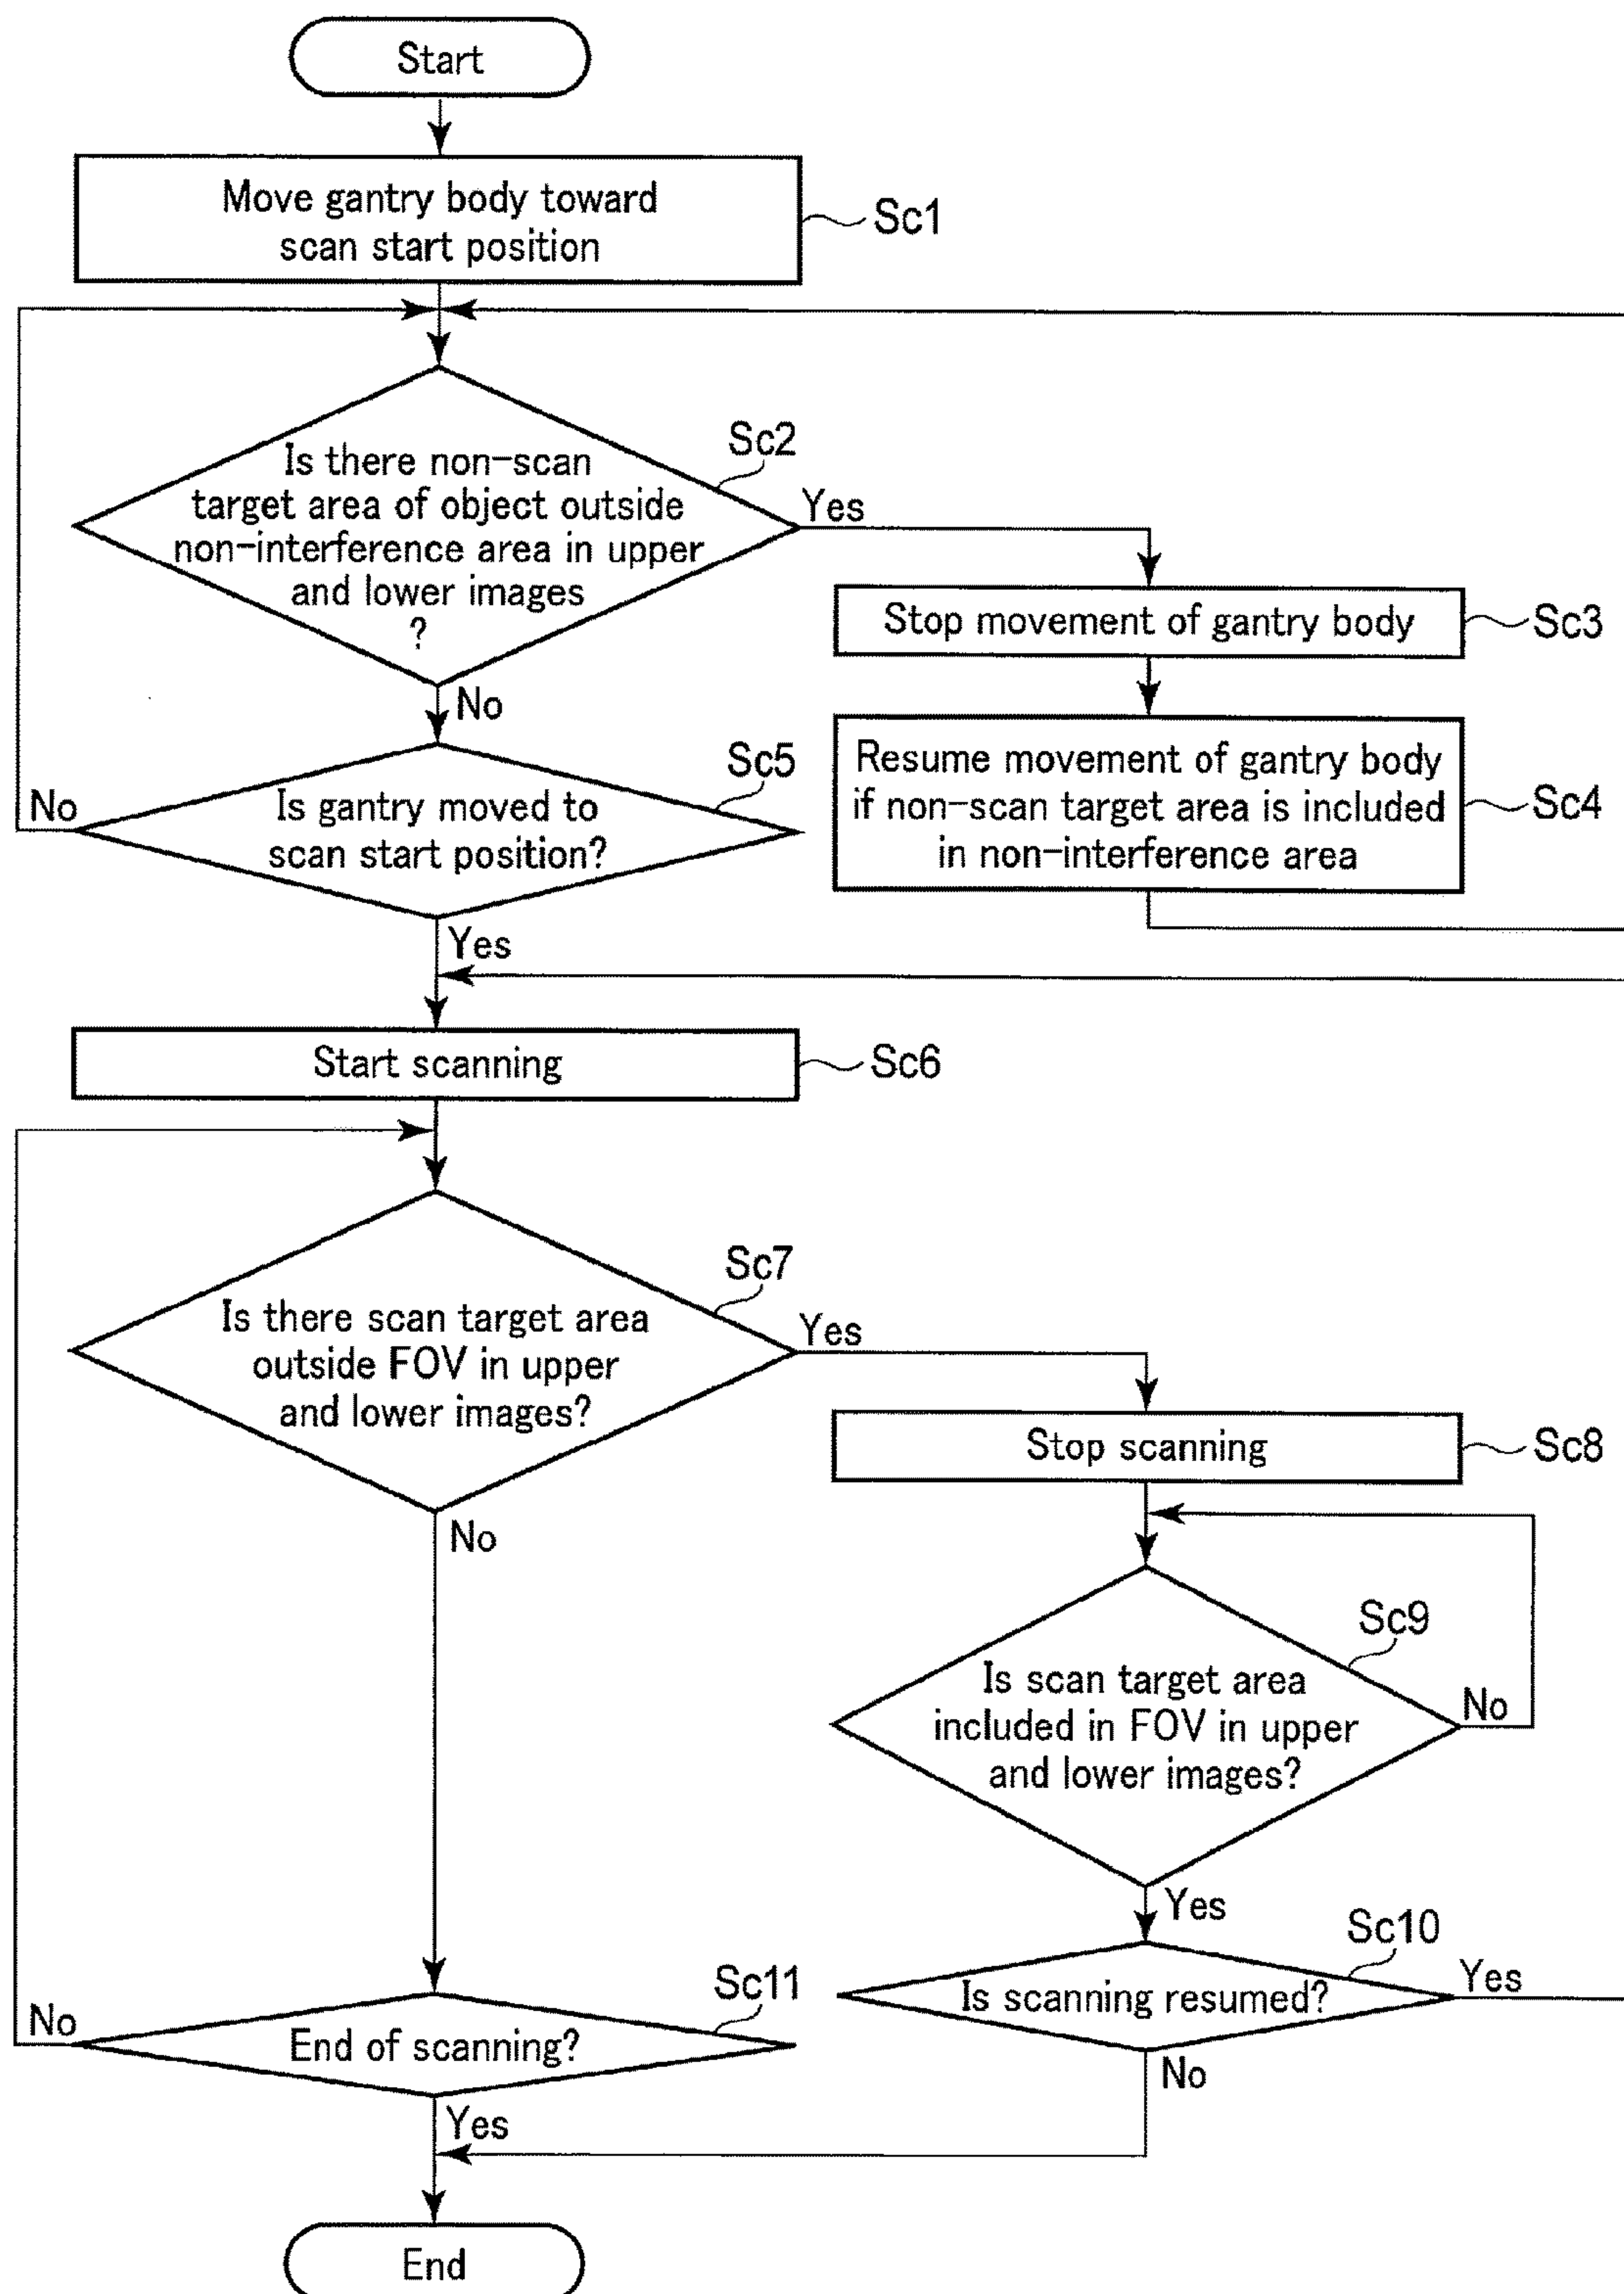 Start
Move gantry body toward
scan start position
Sc1
Sc2
Is there non-scan
target area of object outside
non-interference area in upper
and lower images
?
Yes
No
Stop movement of gantry body
Sc3
Resume movement of gantry body
if non-scan target area is included
in non-interference area
Sc4
Sc5
Is gantry moved to
scan start position?
No
Yes
Start scanning
Sc6
Sc7
Is there scan target area
outside FOV in upper
and lower images?
Yes
No
Stop scanning
Sc8
Sc9
Is scan target area
included in FOV in upper
and lower images?
No
Yes
Sc10
Is scanning resumed?
Yes
No
Sc11
End of scanning?
No
Yes
End